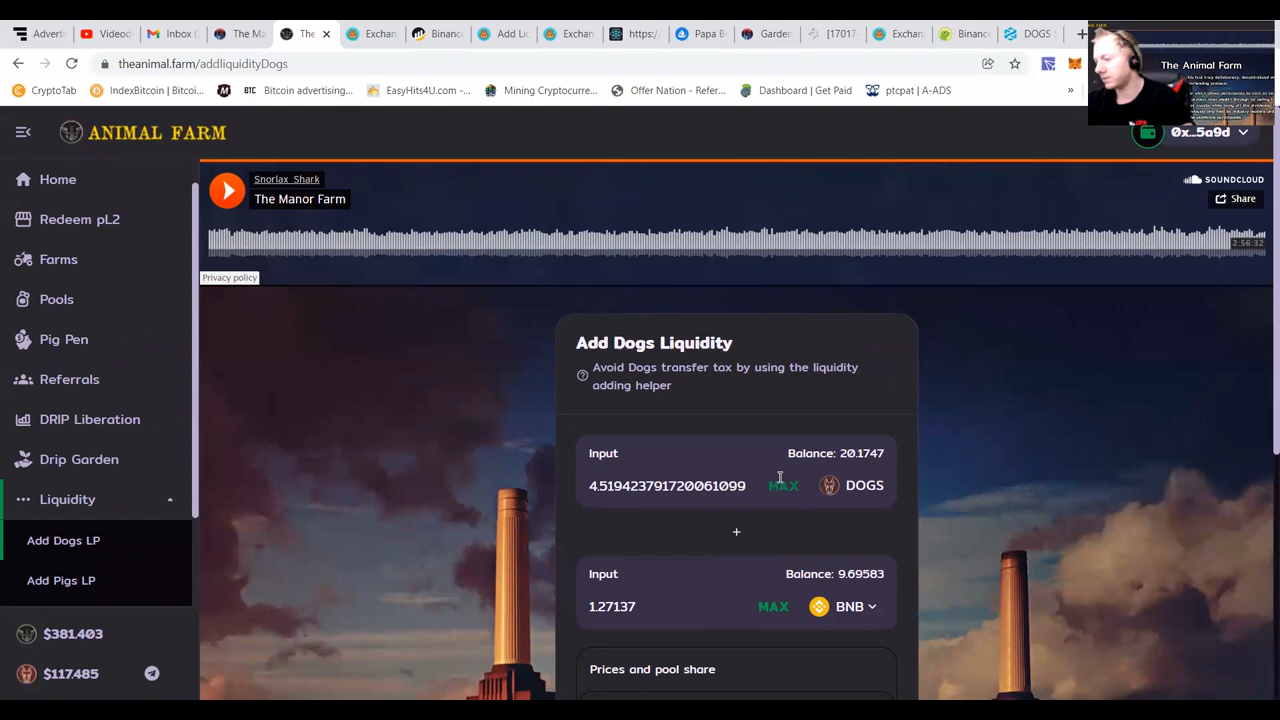 Adverti
Videod
Inbox (
The Ma
The
Exchan
Binanc
Add Lic
Exchan
https:/
Papa B
Garden
[17017
Exchan
Binanc
DOGS S
theanimal.farm/addliquidityDogs
CryptoTab
IndexBitcoin | Bitcoi...
Bitcoin advertising...
EasyHits4U.com -...
Mining Cryptocurre...
Offer Nation - Refer...
Dashboard | Get Paid
ptcpat | A-ADS
»
The Animal Farm
ANIMAL FARM
0x...5a9d
Home
Redeem pL2
Farms
Pools
Pig Pen
Referrals
DRIP Liberation
Drip Garden
Liquidity
Add Dogs LP
Add Pigs LP
$381.403
$117.485
Snorlax Shark
The Manor Farm
SOUNDCLOUD
Share
2:56:32
Privacy policy
Add Dogs Liquidity
Avoid Dogs transfer tax by using the liquidity
adding helper
Input
Balance: 20.1747
4.519423791720061099
MAX
DOGS
+
Input
Balance: 9.69583
1.27137
MAX
BNB
Prices and pool share